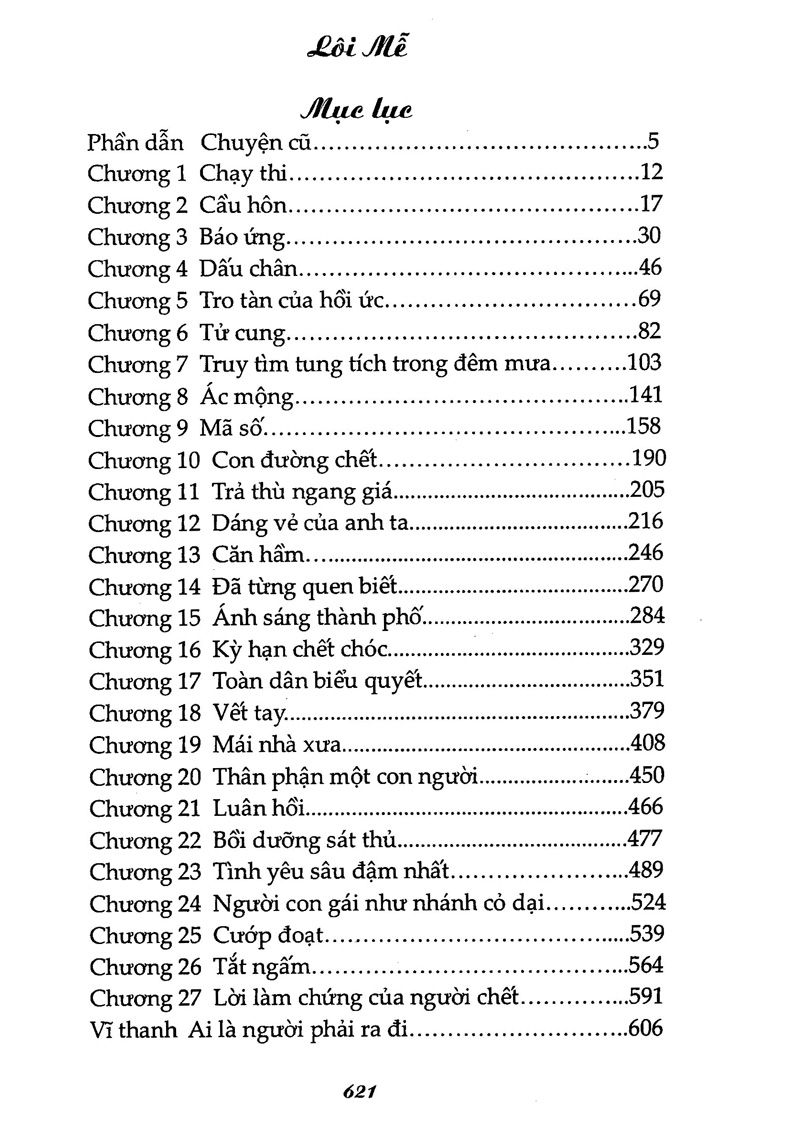 Lôi Mễ
Mục lục
Phần dẫn Chuyện cũ.................................................5
Chương 1 Chạy thi.................................................12
Chương 2 Cầu hôn.................................................17
Chương 3 Báo ứng.................................................30
Chương 4 Dấu chân.................................................46
Chương 5 Tro tàn của hồi ức...................................69
Chương 6 Tử cung.................................................82
Chương 7 Truy tìm tung tích trong đêm mưa..........103
Chương 8 Ác mộng.................................................141
Chương 9 Mã số.................................................158
Chương 10 Con đường chết...................................190
Chương 11 Trả thù ngang giá...................................205
Chương 12 Dáng vẻ của anh ta...................................216
Chương 13 Căn hầm.................................................246
Chương 14 Đã từng quen biết...................................270
Chương 15 Ánh sáng thành phố...................................284
Chương 16 Kỳ hạn chết chóc...................................329
Chương 17 Toàn dân biểu quyết...................................351
Chương 18 Vết tay.................................................379
Chương 19 Mái nhà xưa...................................408
Chương 20 Thân phận một con người.....................450
Chương 21 Luân hồi.................................................466
Chương 22 Bồi dưỡng sát thủ...................................477
Chương 23 Tình yêu sâu đậm nhất.........................489
Chương 24 Người con gái như nhánh cỏ dại............524
Chương 25 Cướp đoạt...........................................539
Chương 26 Tắt ngấm.............................................564
Chương 27 Lời làm chứng của người chết...............591
Vĩ thanh Ai là người phải ra đi...............................606
621